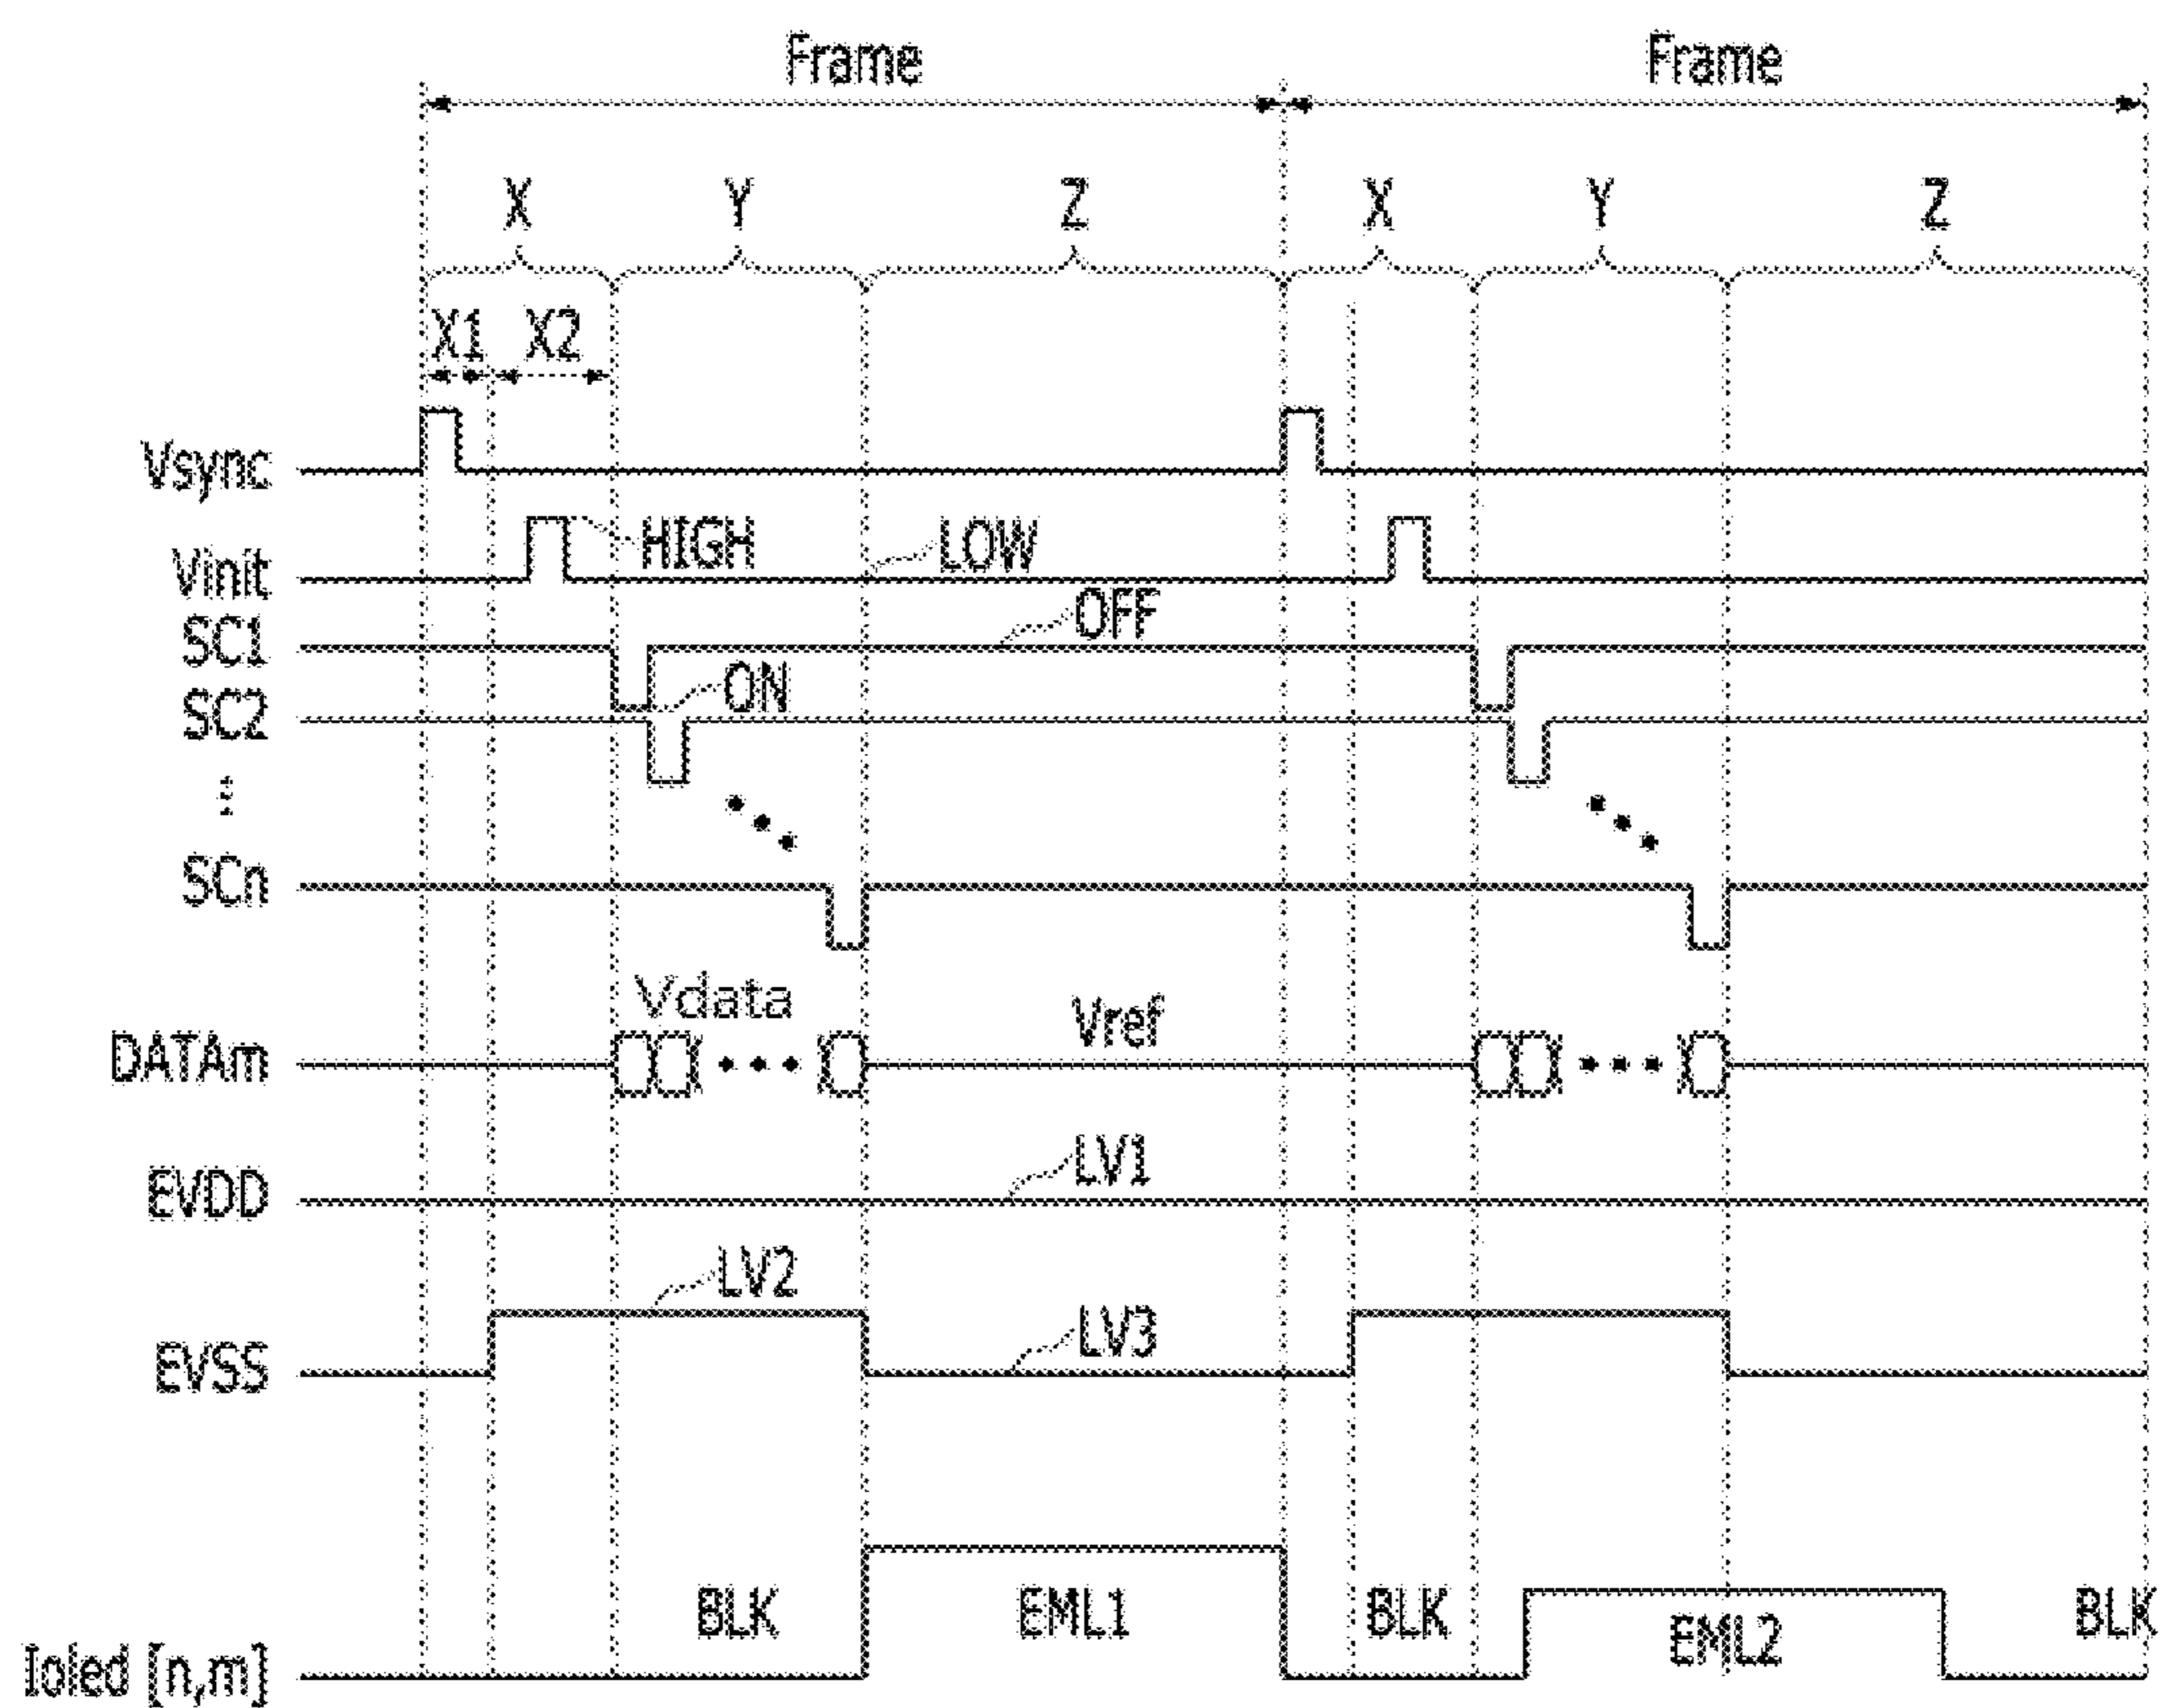 Frame Frame
X Y Z X Y Z
X1 X2
Vsync
HIGH LOW
Vinit
OFF
SC1
ON
SC2
⋮
SCn
Vdata
Vref
DATAm
LV1
EVDD
LV2
LV3
EVSS
BLK EML1 BLK EML2 BLK
Ioled [n,m]